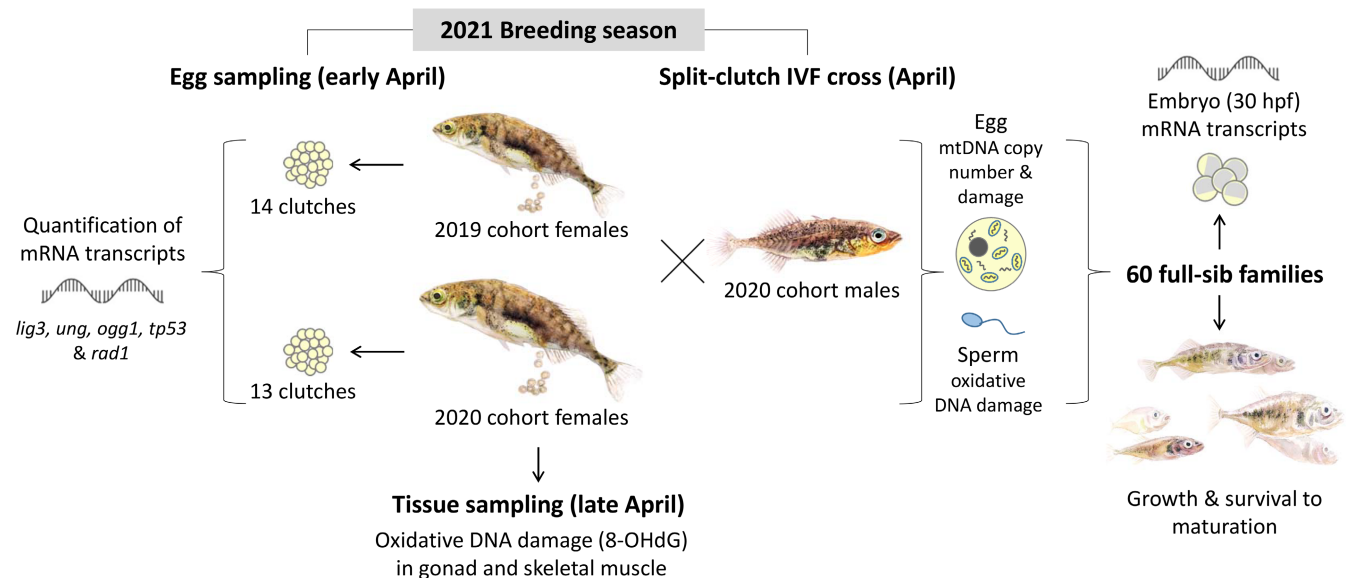 2021 Breeding season
Egg sampling (early April)
Split-clutch IVF cross (April)
Quantification of
mRNA transcripts
lig3, ung, ogg1, tp53
& rad1
14 clutches
2019 cohort females
13 clutches
2020 cohort females
2020 cohort males
Tissue sampling (late April)
Oxidative DNA damage (8-OHdG)
in gonad and skeletal muscle
Egg
mtDNA copy
number &
damage
Sperm
oxidative
DNA damage
Embryo (30 hpf)
mRNA transcripts
60 full-sib families
Growth & survival to
maturation